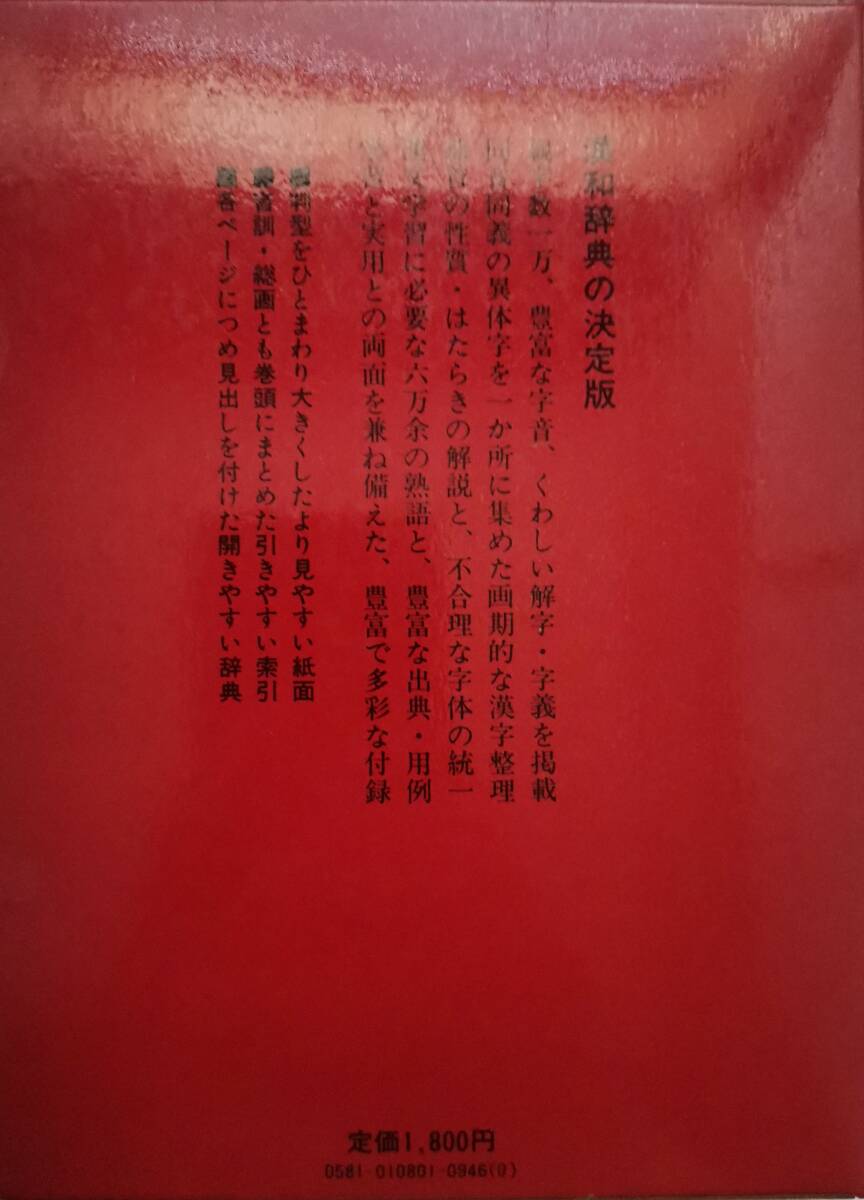 漢和辞典の決定版
親字数一万、豊富な字音、くわしい解字・字義を掲載
同音同義の異体字を一か所に集めた画期的な漢字整理
の性質・はたらきの解説と、不合理な字体の統一
漢文学習に必要な六万余の熟語と、豊富な出典・用例
と実用との両面を兼ね備えた、豊富で多彩な付録
■判型をひとまわり大きくしたより見やすい紙面
■音訓・総画とも巻頭にまとめた引きやすい索引
■各ページにつめ見出しを付けた開きやすい辞典
定価1,800円
0581-010801-0946(0)